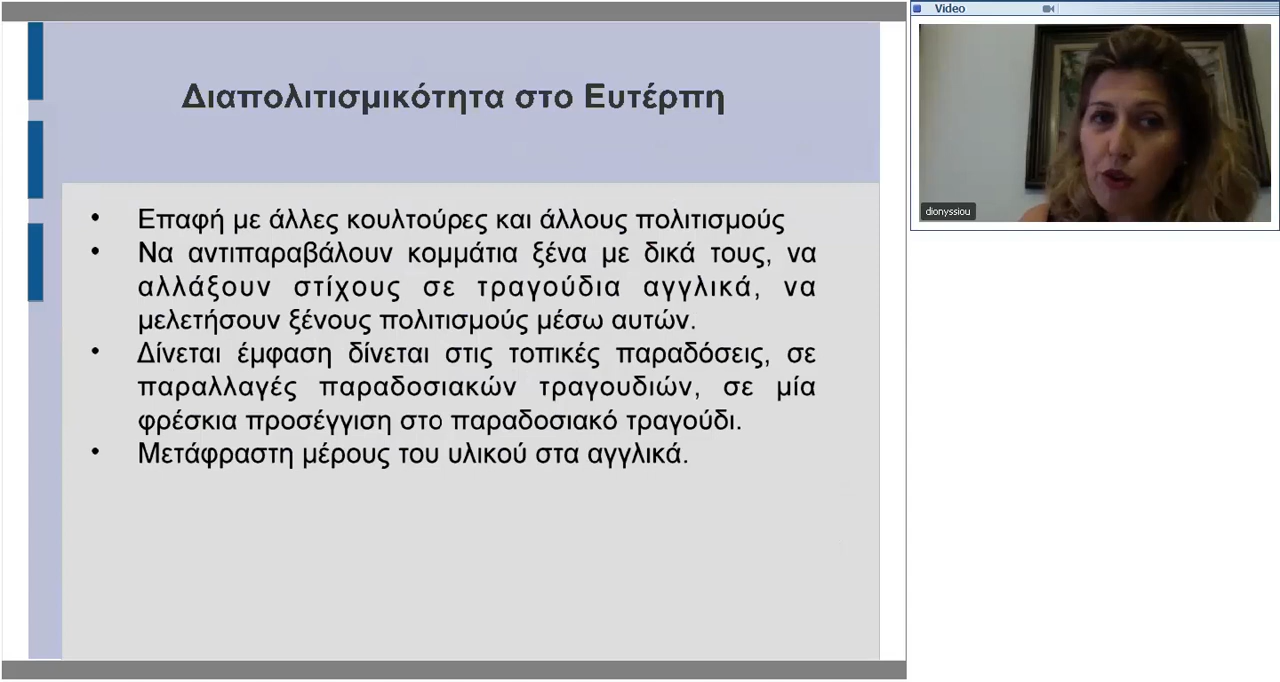 Διαπολιτισμικότητα στο Ευτέρπη
• Επαφή με άλλες κουλτούρες και άλλους πολιτισμούς
• Να αντιπαραβάλουν κομμάτια ξένα με δικά τους, να
αλλάξουν στίχους σε τραγούδια αγγλικά, να
μελετήσουν ξένους πολιτισμούς μέσω αυτών.
• Δίνεται έμφαση δίνεται στις τοπικές παραδόσεις, σε
παραλλαγές παραδοσιακών τραγουδιών, σε μία
φρέσκια προσέγγιση στο παραδοσιακό τραγούδι.
• Μετάφραστη μέρους του υλικού στα αγγλικά.
Video
dionyssiou